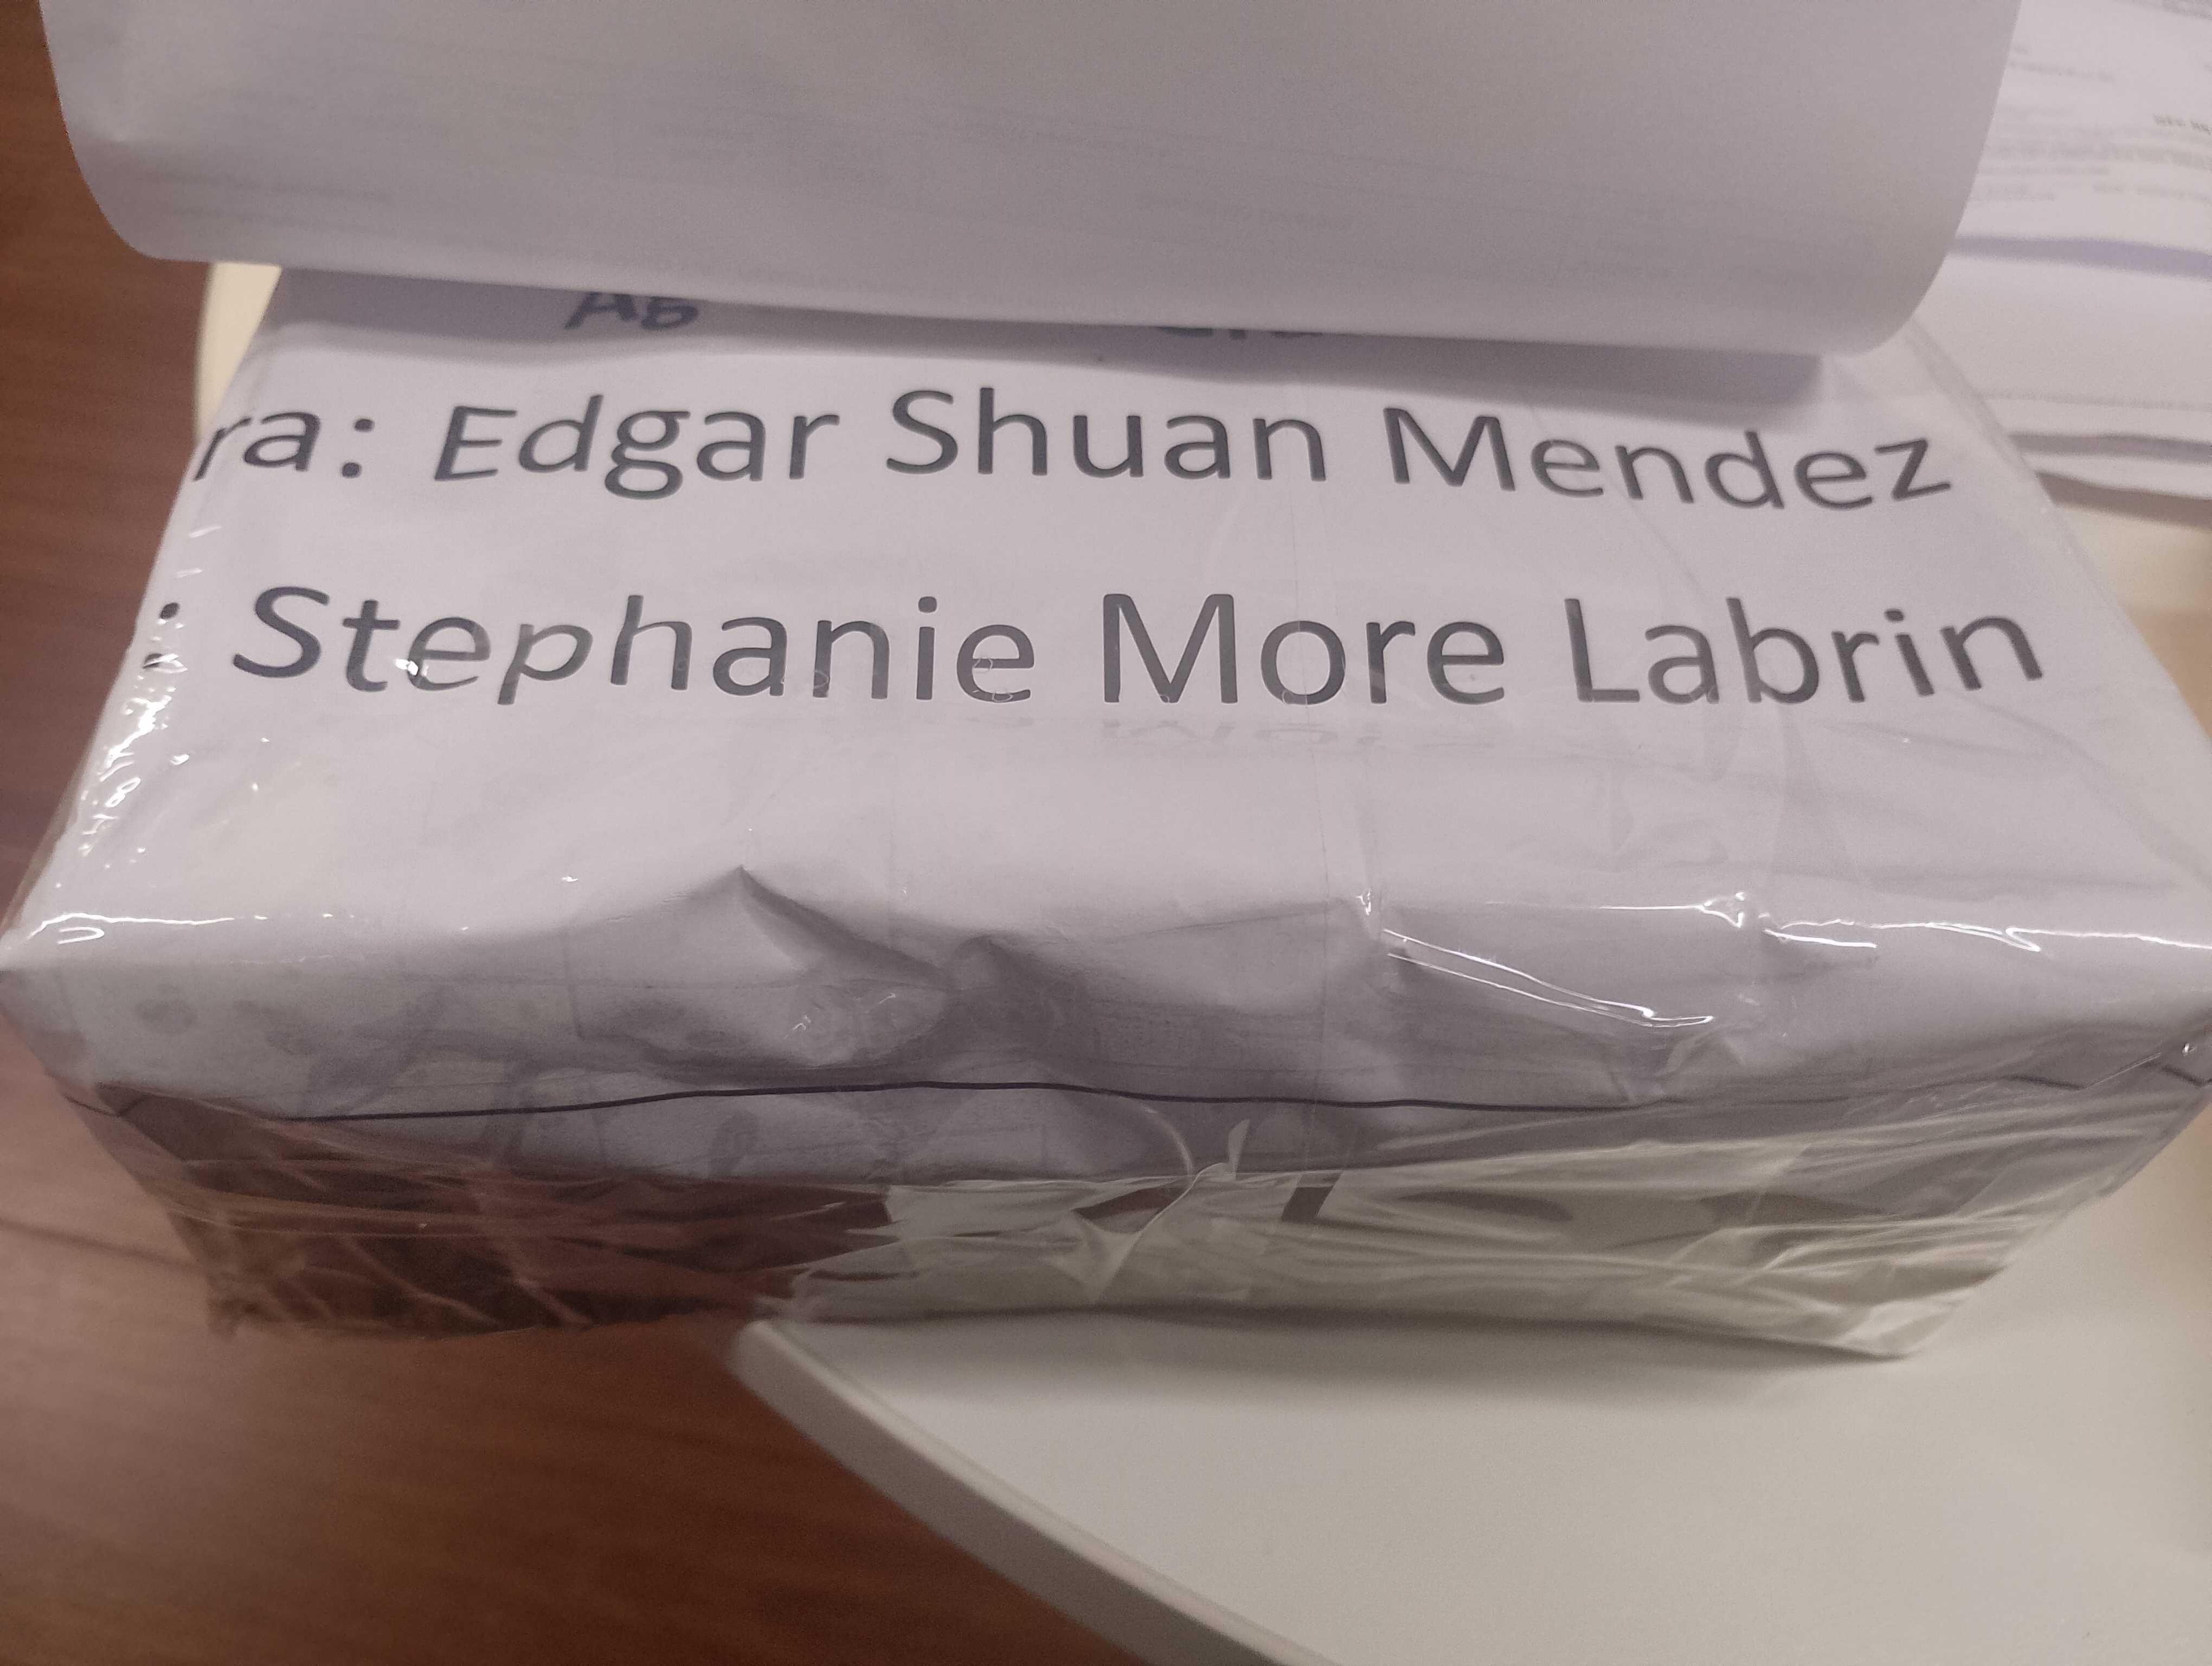 AB
ra: Edgar Shuan Mendez
: Stephanie More Labrin